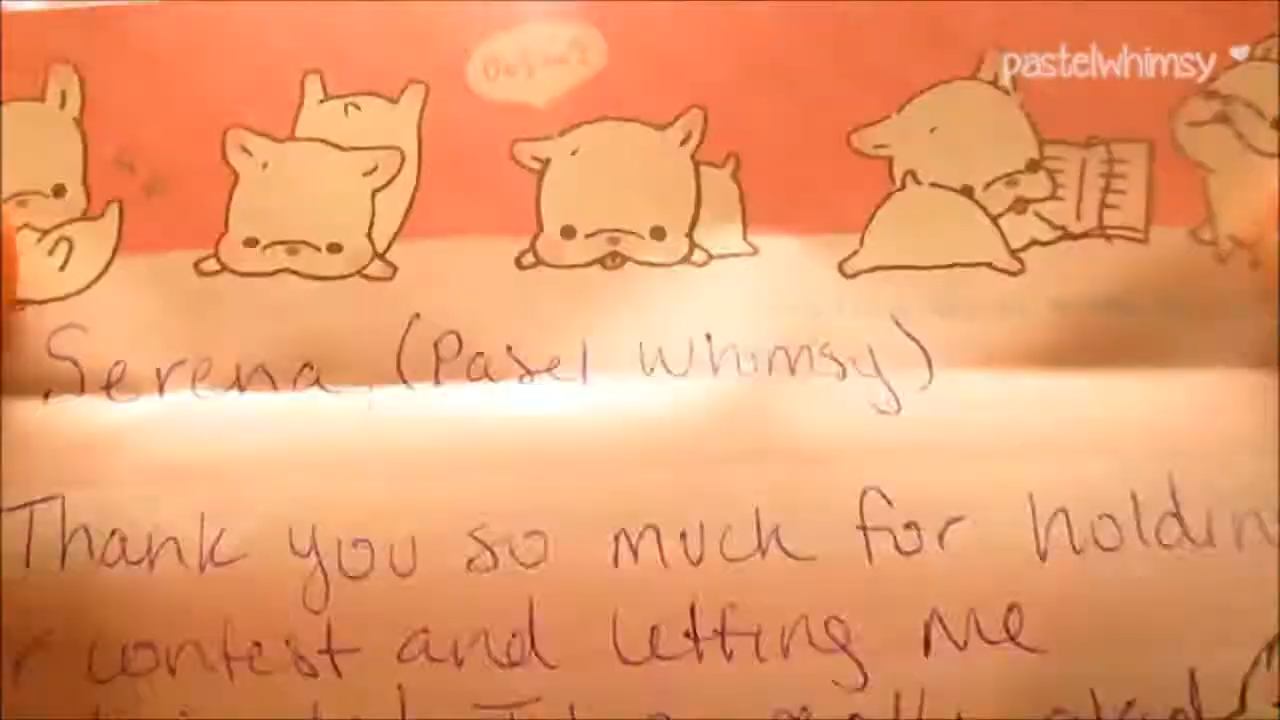 pastelwhimsy
Serena (Pasel Whimsy)
Thank you so much for holdin
r contest and letting me